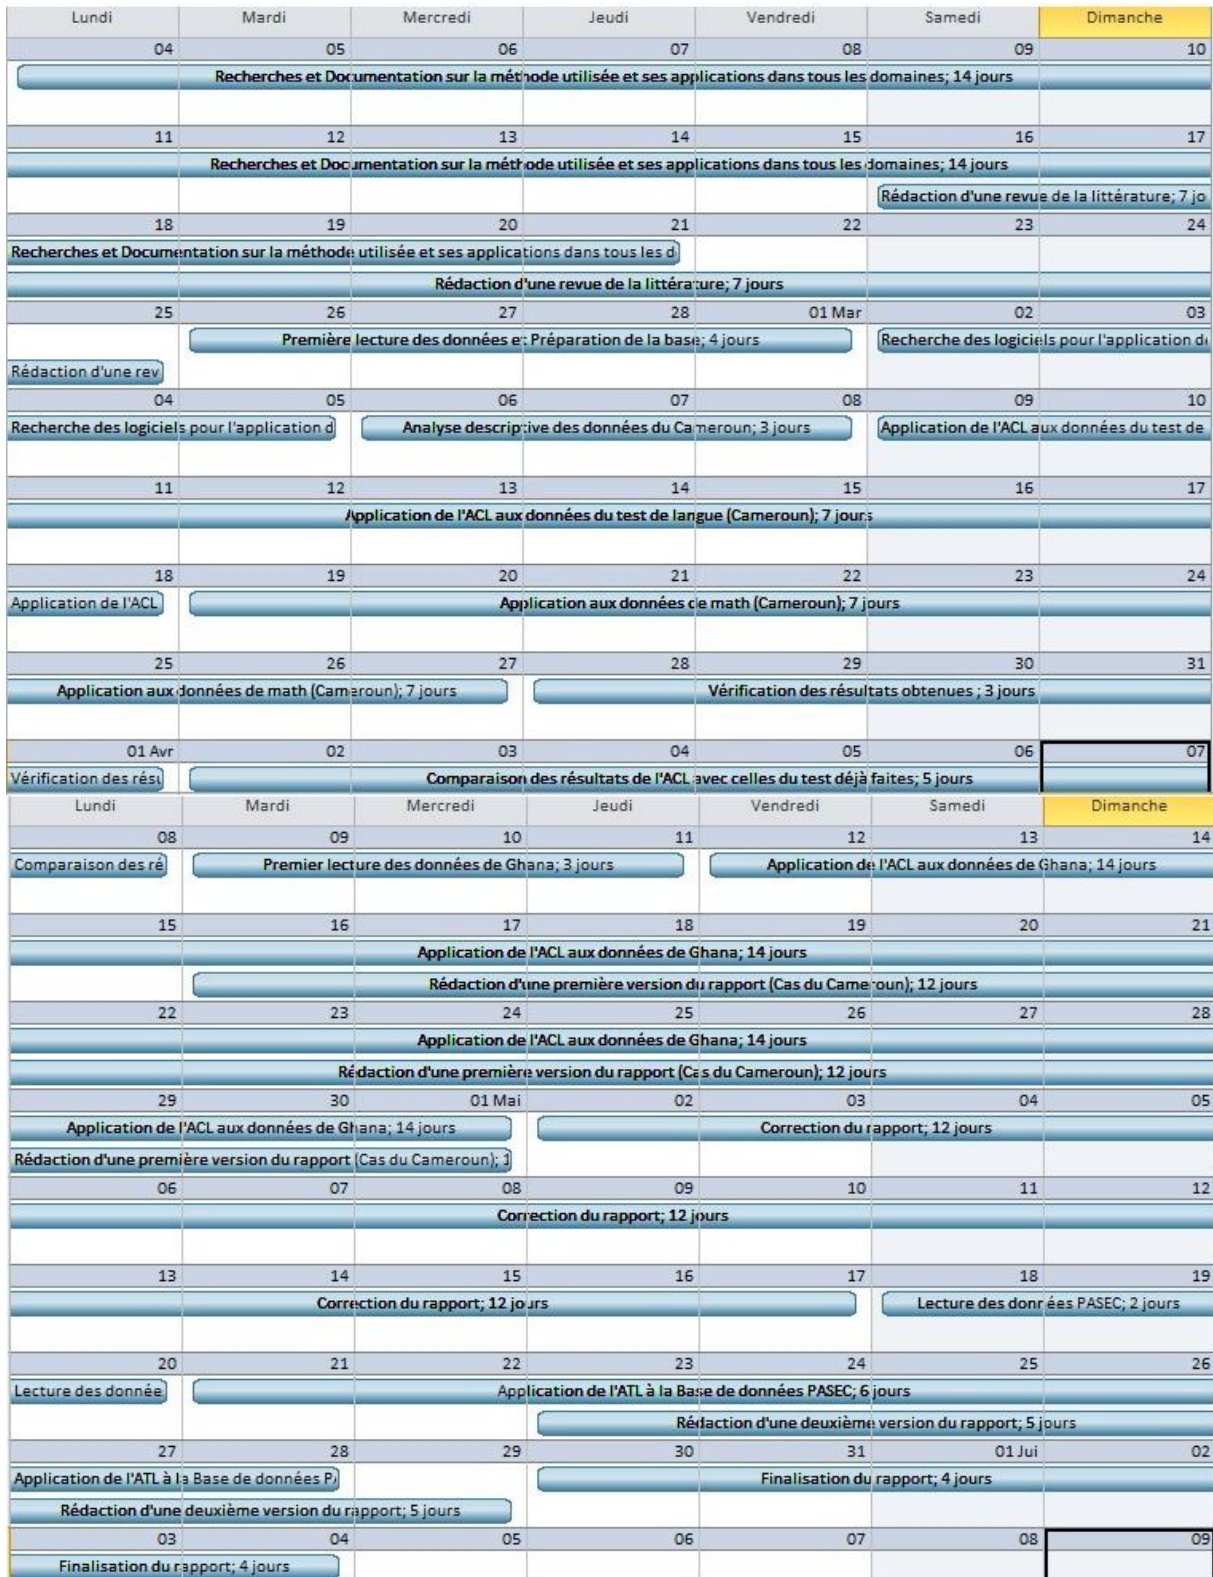 Lundi Mardi Mercredi Jeudi Vendredi Samedi Dimanche
04 05 06 07 08 09 10
Recherches et Documentation sur la méthode utilisée et ses applications dans tous les domaines; 14 jours
11 12 13 14 15 16 17
Recherches et Documentation sur la méthode utilisée et ses applications dans tous les domaines; 14 jours
Rédaction d'une revue de la littérature; 7 jo
18 19 20 21 22 23 24
Recherches et Documentation sur la méthode utilisée et ses applications dans tous les d
Rédaction d'une revue de la littérature; 7 jours
25 26 27 28 01 Mar 02 03
Première lecture des données et Préparation de la base; 4 jours Recherche des logiciels pour l'application d
Rédaction d'une rev
04 05 06 07 08 09 10
Recherche des logiciels pour l'application d Analyse descriptive des données du Cameroun; 3 jours Application de l'ACL aux données du test de
11 12 13 14 15 16 17
Application de l'ACL aux données du test de langue (Cameroun); 7 jours
18 19 20 21 22 23 24
Application de l'ACL Application aux données de math (Cameroun); 7 jours
25 26 27 28 29 30 31
Application aux données de math (Cameroun); 7 jours Vérification des résultats obtenues ; 3 jours
01 Avr 02 03 04 05 06 07
Vérification des résu Comparaison des résultats de l'ACL avec celles du test déjà faites; 5 jours
Lundi Mardi Mercredi Jeudi Vendredi Samedi Dimanche
08 09 10 11 12 13 14
Comparaison des ré Premier lecture des données de Ghana; 3 jours Application de l'ACL aux données de Ghana; 14 jours
15 16 17 18 19 20 21
Application de l'ACL aux données de Ghana; 14 jours
Rédaction d'une première version du rapport (Cas du Cameroun); 12 jours
22 23 24 25 26 27 28
Application de l'ACL aux données de Ghana; 14 jours
Rédaction d'une première version du rapport (Cas du Cameroun); 12 jours
29 30 01 Mai 02 03 04 05
Application de l'ACL aux données de Ghana; 14 jours Correction du rapport; 12 jours
Rédaction d'une première version du rapport (Cas du Cameroun); 1
06 07 08 09 10 11 12
Correction du rapport; 12 jours
13 14 15 16 17 18 19
Correction du rapport; 12 jours Lecture des données PASEC; 2 jours
20 21 22 23 24 25 26
Lecture des donnée Application de l'ATL à la Base de données PASEC; 6 jours
Rédaction d'une deuxième version du rapport; 5 jours
27 28 29 30 31 01 Jui 02
Application de l'ATL à la Base de données PA Finalisation du rapport; 4 jours
Rédaction d'une deuxième version du rapport; 5 jours
03 04 05 06 07 08 09
Finalisation du rapport; 4 jours